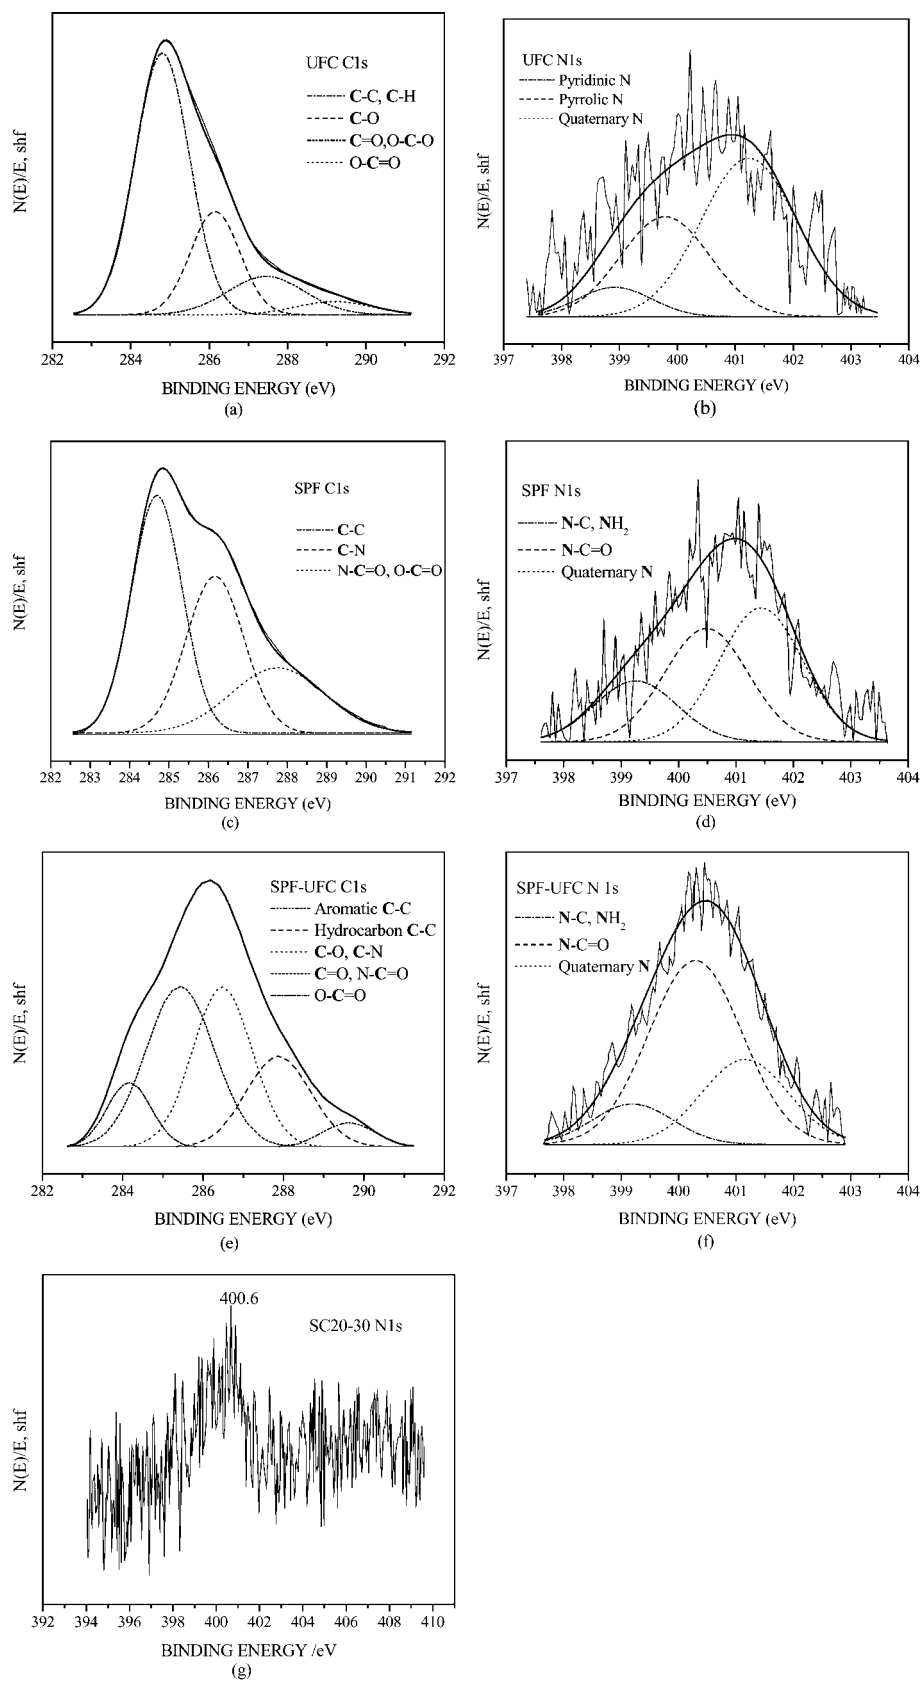 UFC C1s
C-C, C-H
C-O
C=O,O-C-O
O-C=O
N(E)/E, shf
282 284 286 288 290 292
BINDING ENERGY (eV)
(a)
UFC N1s
Pyridinic N
Pyrrolic N
Quaternary N
N(E)/E, shf
397 398 399 400 401 402 403 404
BINDING ENERGY (eV)
(b)
SPF C1s
C-C
C-N
N-C=O, O-C=O
N(E)/E, shf
282 283 284 285 286 287 288 289 290 291 292
BINDING ENERGY (eV)
(c)
SPF N1s
N-C, NH2
N-C=O
Quaternary N
N(E)/E, shf
397 398 399 400 401 402 403 404
BINDING ENERGY (eV)
(d)
SPF-UFC C1s
Aromatic C-C
Hydrocarbon C-C
C-O, C-N
C=O, N-C=O
O-C=O
N(E)/E, shf
282 284 286 288 290 292
BINDING ENERGY (eV)
(e)
SPF-UFC N 1s
N-C, NH2
N-C=O
Quaternary N
N(E)/E, shf
397 398 399 400 401 402 403 404
BINDING ENERGY (eV)
(f)
400.6
SC20-30 N1s
N(E)/E, shf
392 394 396 398 400 402 404 406 408 410
BINDING ENERGY /eV
(g)